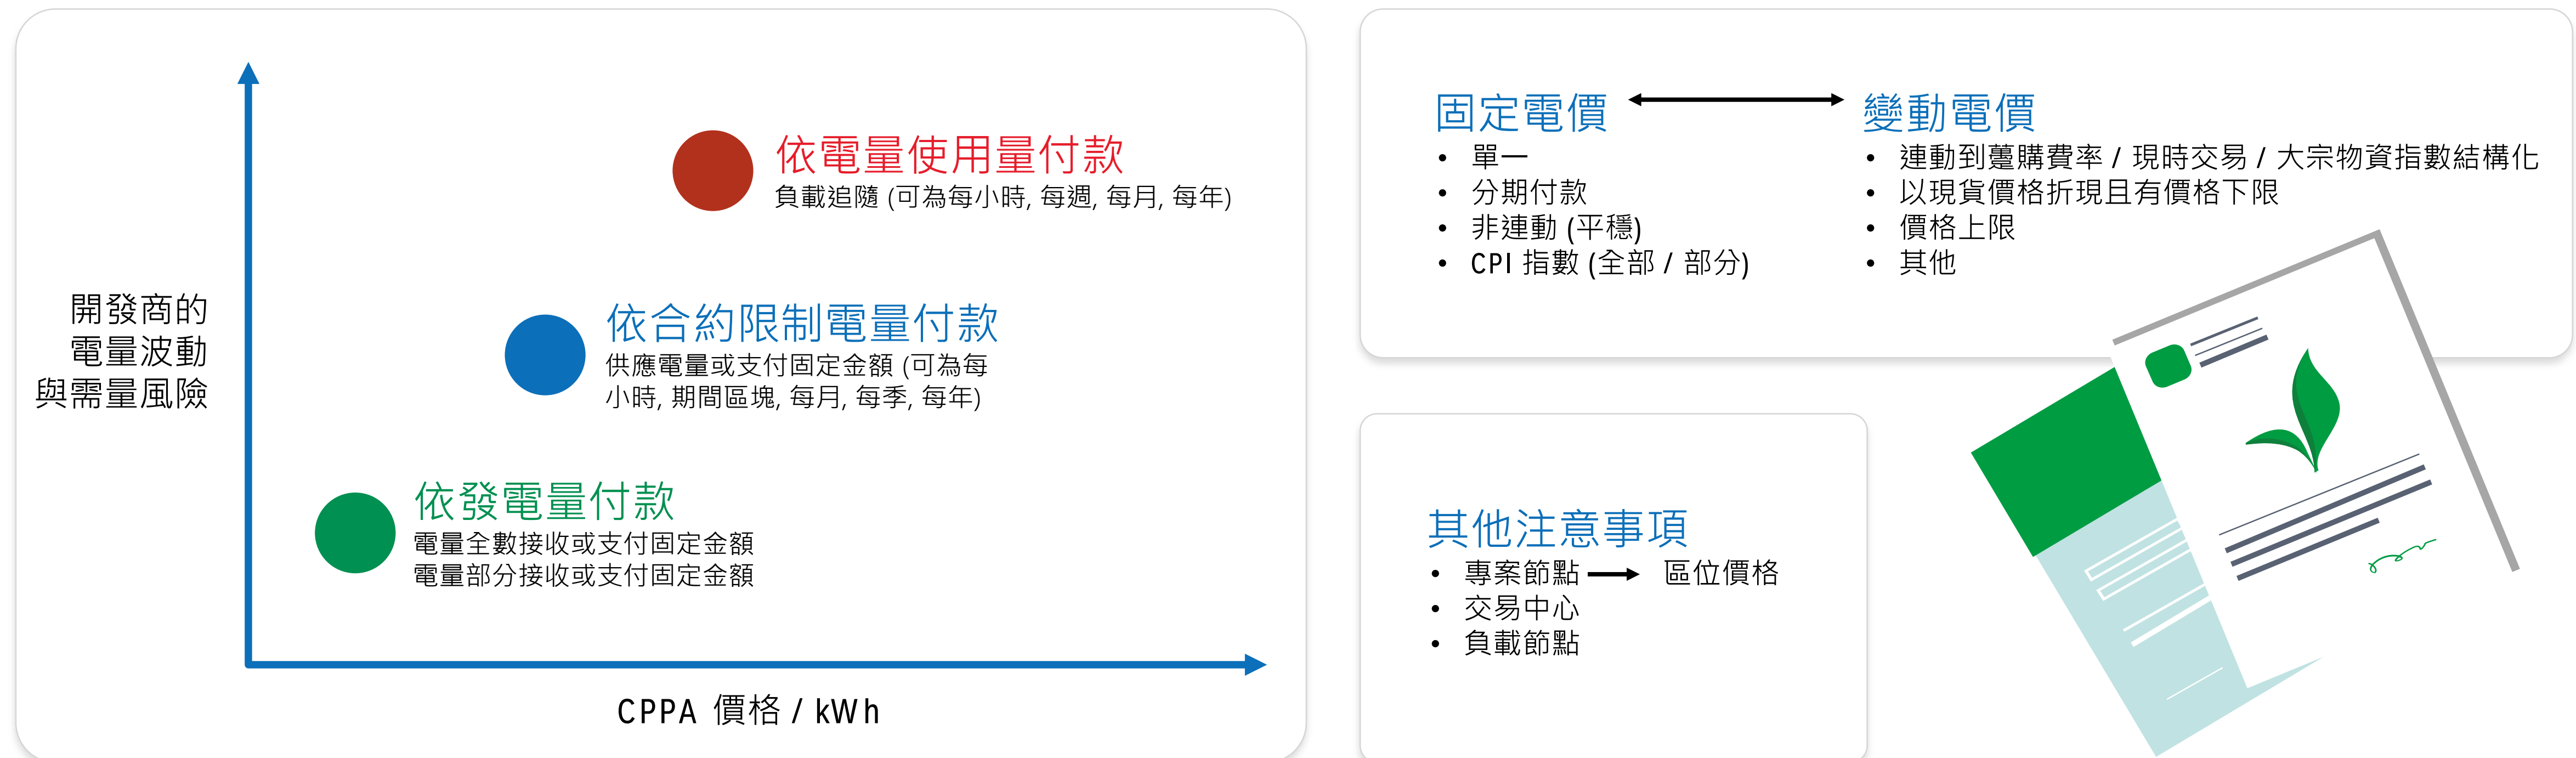 開發商的
電量波動
與需量風險
依電量使用量付款
負載追隨 (可為每小時, 每週, 每月, 每年)
依合約限制電量付款
供應電量或支付固定金額 (可為每
小時, 期間區塊, 每月, 每季, 每年)
依發電量付款
電量全數接收或支付固定金額
電量部分接收或支付固定金額
CPPA 價格 / kWh
固定電價
• 單一
• 分期付款
• 非連動 (平穩)
• CPI 指數 (全部 / 部分)
變動電價
• 連動到躉購費率 / 現時交易 / 大宗物資指數結構化
• 以現貨價格折現且有價格下限
• 價格上限
• 其他
其他注意事項
• 專案節點 → 區位價格
• 交易中心
• 負載節點